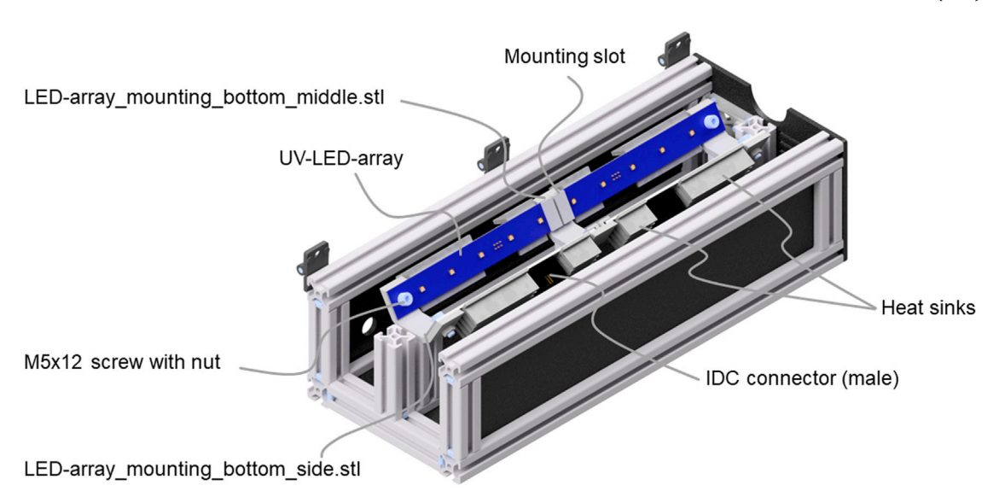 Mounting slot
LED-array_mounting_bottom_middle.stl
UV-LED-array
Heat sinks
M5x12 screw with nut
IDC connector (male)
LED-array_mounting_bottom_side.stl